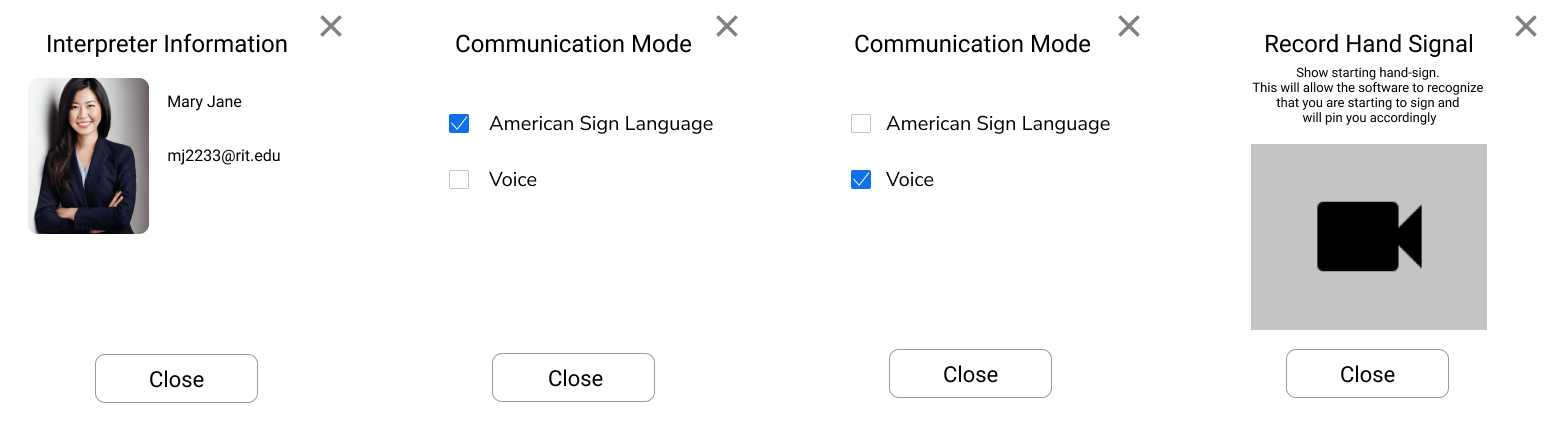 Interpreter Information
Mary Jane
mj2233@rit.edu
Close
Communication Mode
American Sign Language
Voice
Close
Communication Mode
American Sign Language
Voice
Close
Record Hand Signal
Show starting hand-sign.
This will allow the software to recognize
that you are starting to sign and
will pin you accordingly
Close